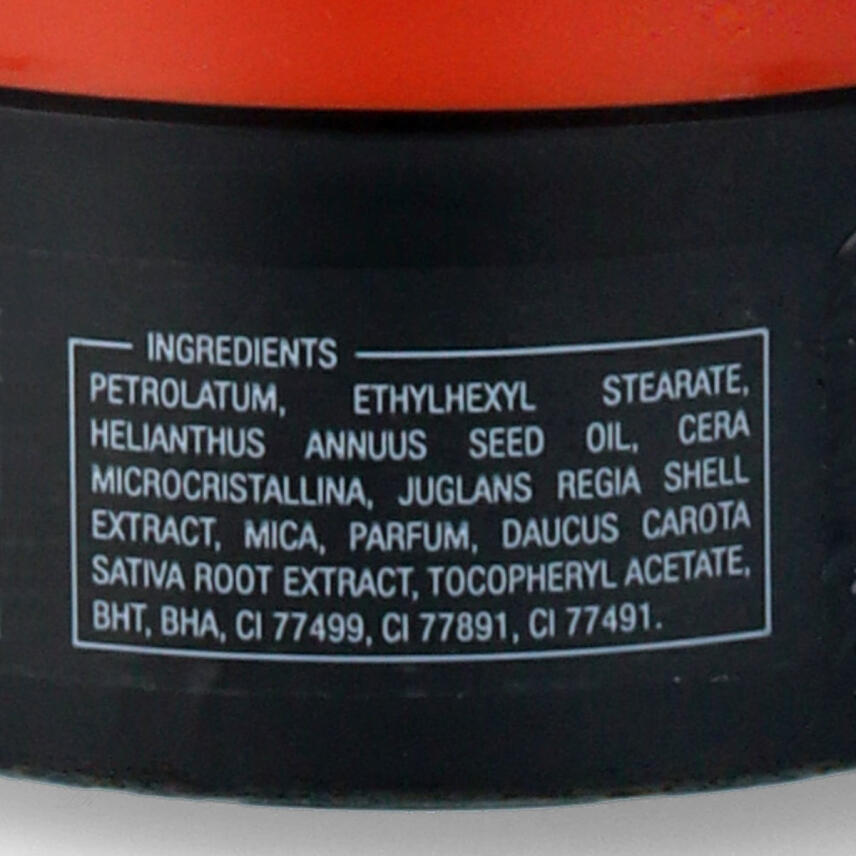 INGREDIENTS
PETROLATUM, ETHYLHEXYL STEARATE,
HELIANTHUS ANNUUS SEED OIL, CERA
MICROCRISTALLINA, JUGLANS REGIA SHELL
EXTRACT, MICA, PARFUM, DAUCUS CAROTA
SATIVA ROOT EXTRACT, TOCOPHERYL ACETATE,
BHT, BHA, CI 77499, CI 77891, CI 77491.